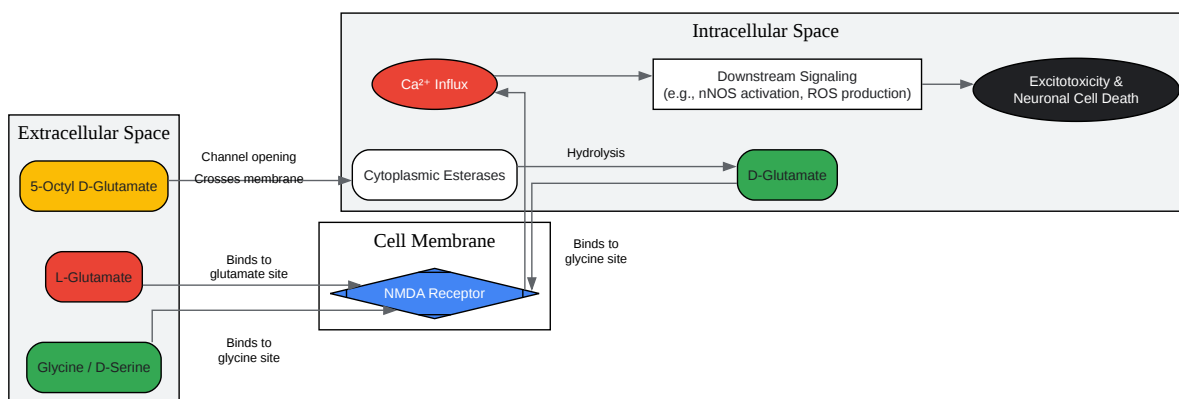 Intracellular Space
Ca²⁺ Influx
Downstream Signaling
(e.g., nNOS activation, ROS production)
Excitotoxicity &
Neuronal Cell Death
Extracellular Space
Channel opening
Crosses membrane
5-Octyl D-Glutamate
Cytoplasmic Esterases
Hydrolysis
D-Glutamate
Cell Membrane
Binds to
glutamate site
Binds to
glycine site
L-Glutamate
NMDA Receptor
Binds to
glycine site
Glycine / D-Serine